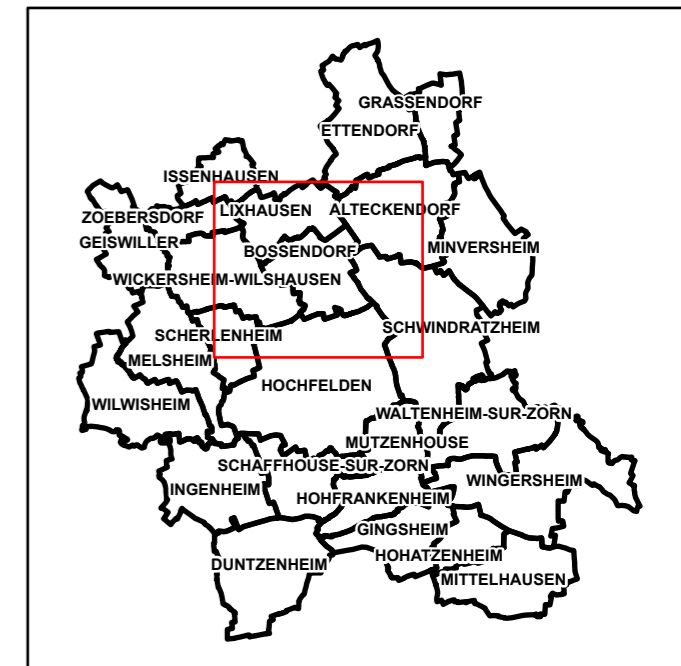 GRASSENDORF
ETTENDORF
ISSENHAUSEN
LIXHAUSEN
ALTECKENDORF
ZOEBERSDORF
GEISWILLER
BOSSENDORF
MINVERSHEIM
WICKERSHEIM-WILSHAUSEN
SCHWINDRATZHEIM
SCHERLENHEIM
MELSHEIM
HOCHFELDEN
WILWISHEIM
WALTENHEIM-SUR-ZORN
MUTZENHOUSE
SCHAFFHOUSE-SUR-ZORN
WINGERSHEIM
INGENHEIM
HOHFRANKENHEIM
GINGSHEIM
HOHATZENHEIM
DUNTZENHEIM
MITTELHAUSEN